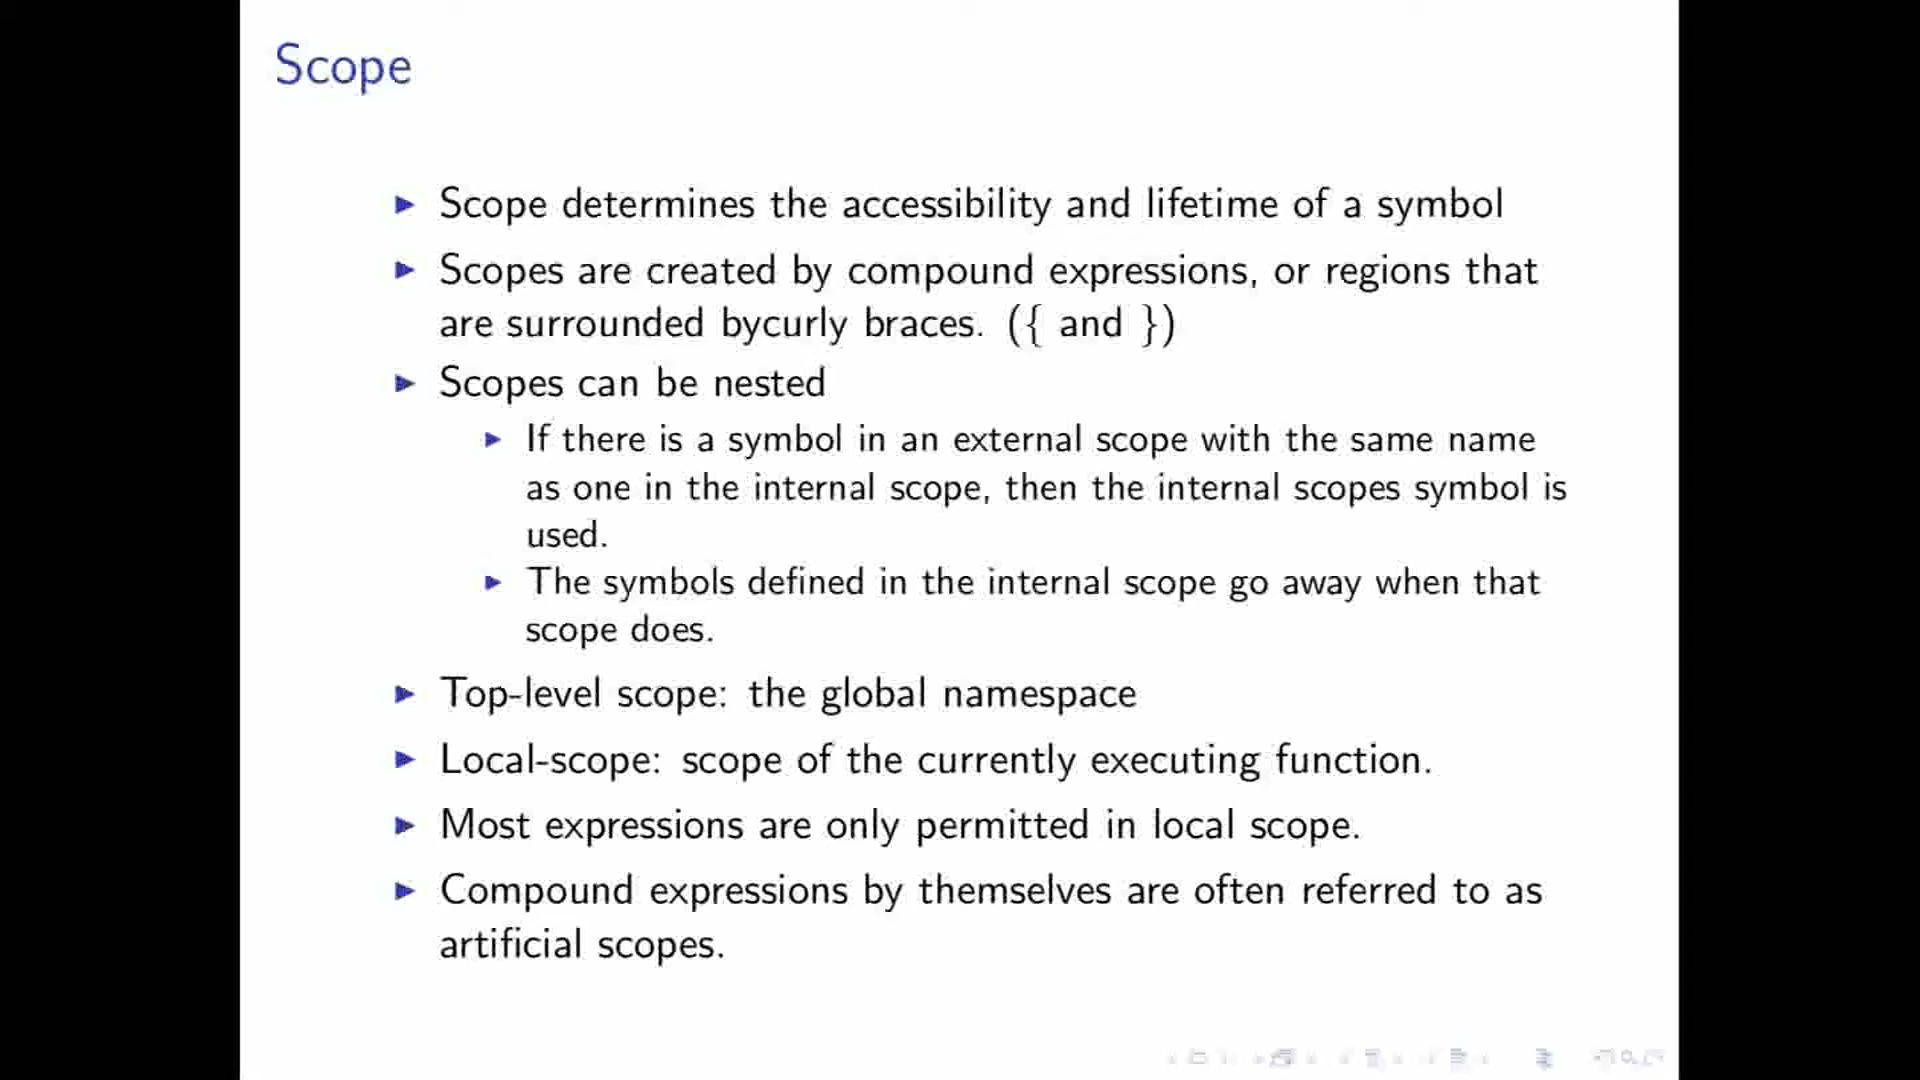 Scope
Scope determines the accessibility and lifetime of a symbol
Scopes are created by compound expressions, or regions that
are surrounded bycurly braces. ({ and })
Scopes can be nested
If there is a symbol in an external scope with the same name
as one in the internal scope, then the internal scopes symbol is
used.
The symbols defined in the internal scope go away when that
scope does.
Top-level scope: the global namespace
Local-scope: scope of the currently executing function.
Most expressions are only permitted in local scope.
Compound expressions by themselves are often referred to as
artificial scopes.